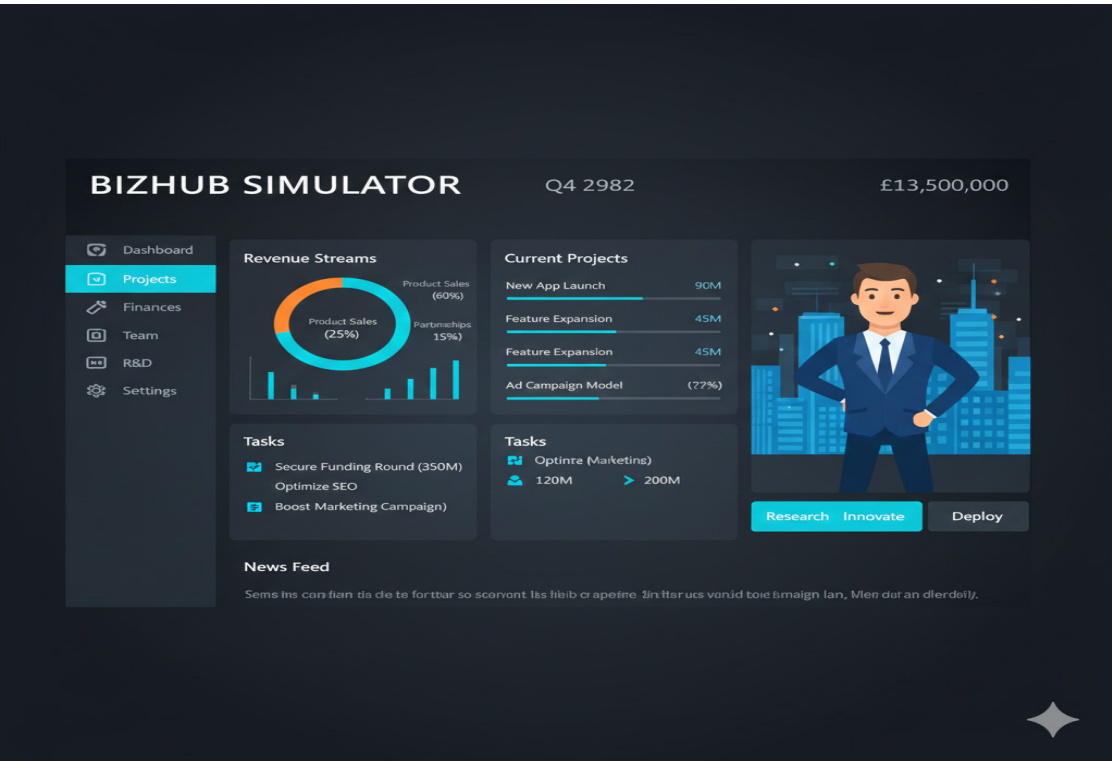 BIZHUB SIMULATOR
Q4 2982
£13,500,000
Dashboard
Projects
Finances
Team
R&D
Settings
Revenue Streams
Product Sales
(60%)
Product Sales
(25%)
15%)
Current Projects
New App Launch 90M
Feature Expansion 45M
Feature Expansion 45M
Ad Campaign Model (??%)
Tasks
Secure Funding Round (350M)
Optimize SEO
Boost Marketing Campaign)
Tasks
120M > 200M
Research Innovate
Deploy
News Feed